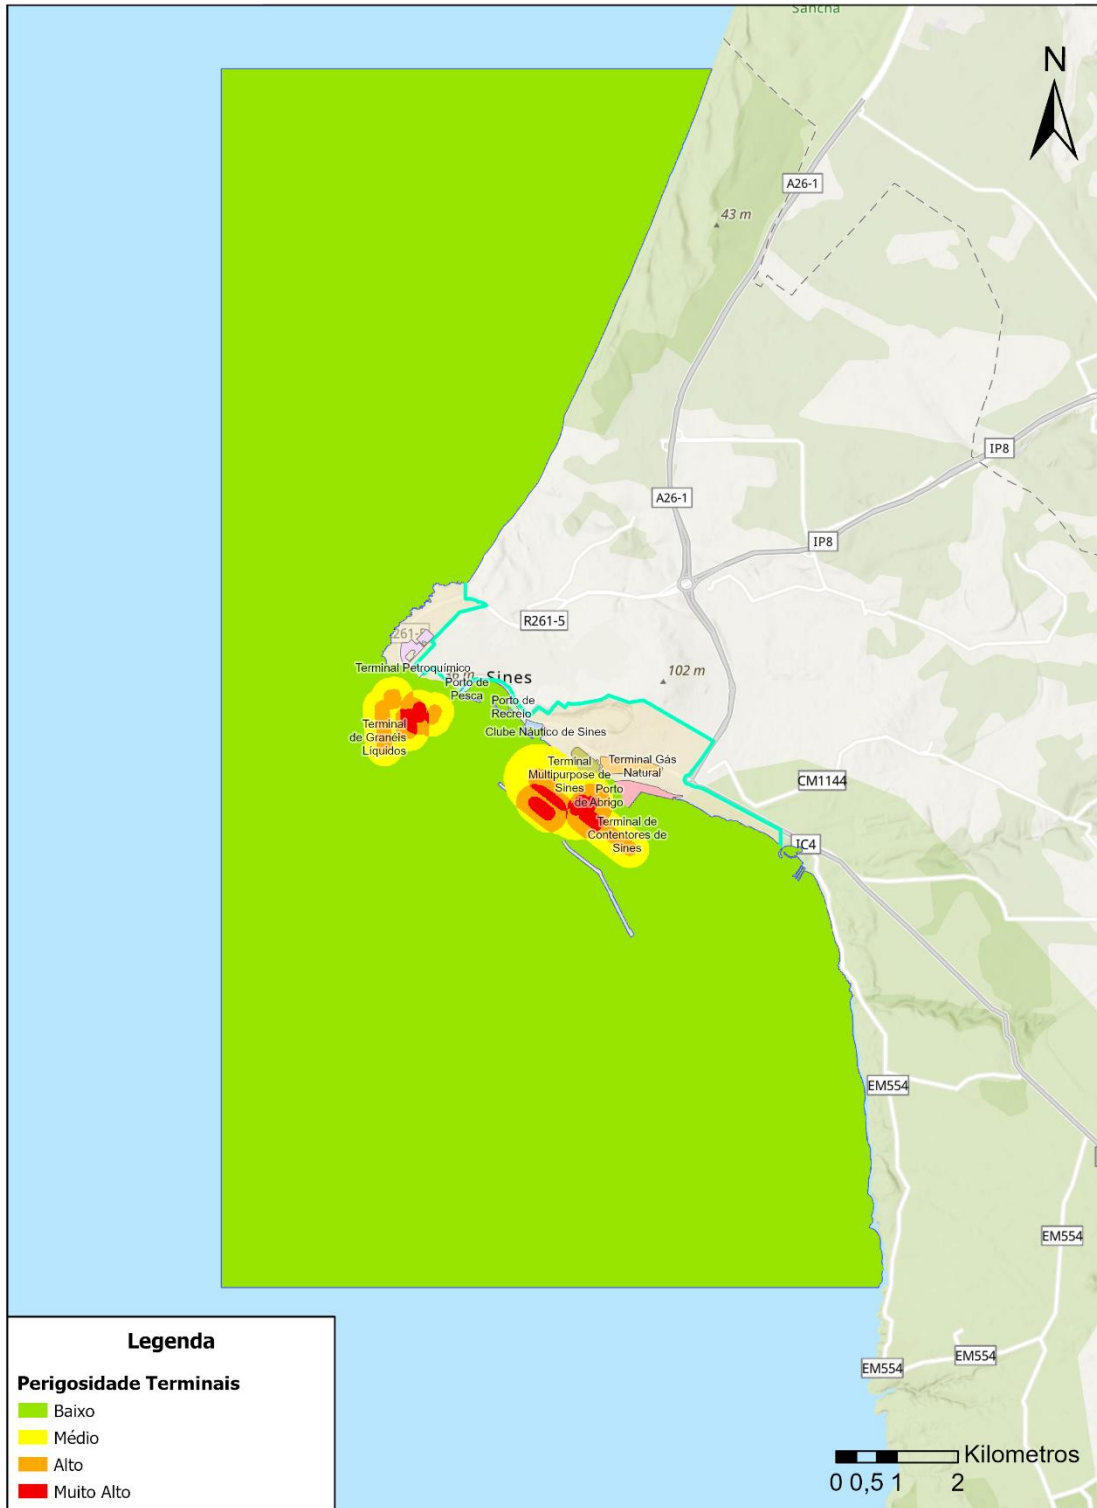 Sancha
N
A26-1
43 m
IP8
A26-1
IP8
R261-5
Terminal Petroquímico
Sines
102 m
Porto de
Pesca
Porto de
Recreio
Terminal
de Granéis
Líquidos
Clube Náutico de Sines
Terminal
Multipurpose de
Sines
Terminal Gás
Natural
Porto
de Abrigo
CM1144
Terminal de
Contentores de
Sines
IC4
EM554
EM554
EM554
EM554
Legenda
Perigosidade Terminais
Baixo
Médio
Alto
Muito Alto
Kilometros
0 0,5 1 2